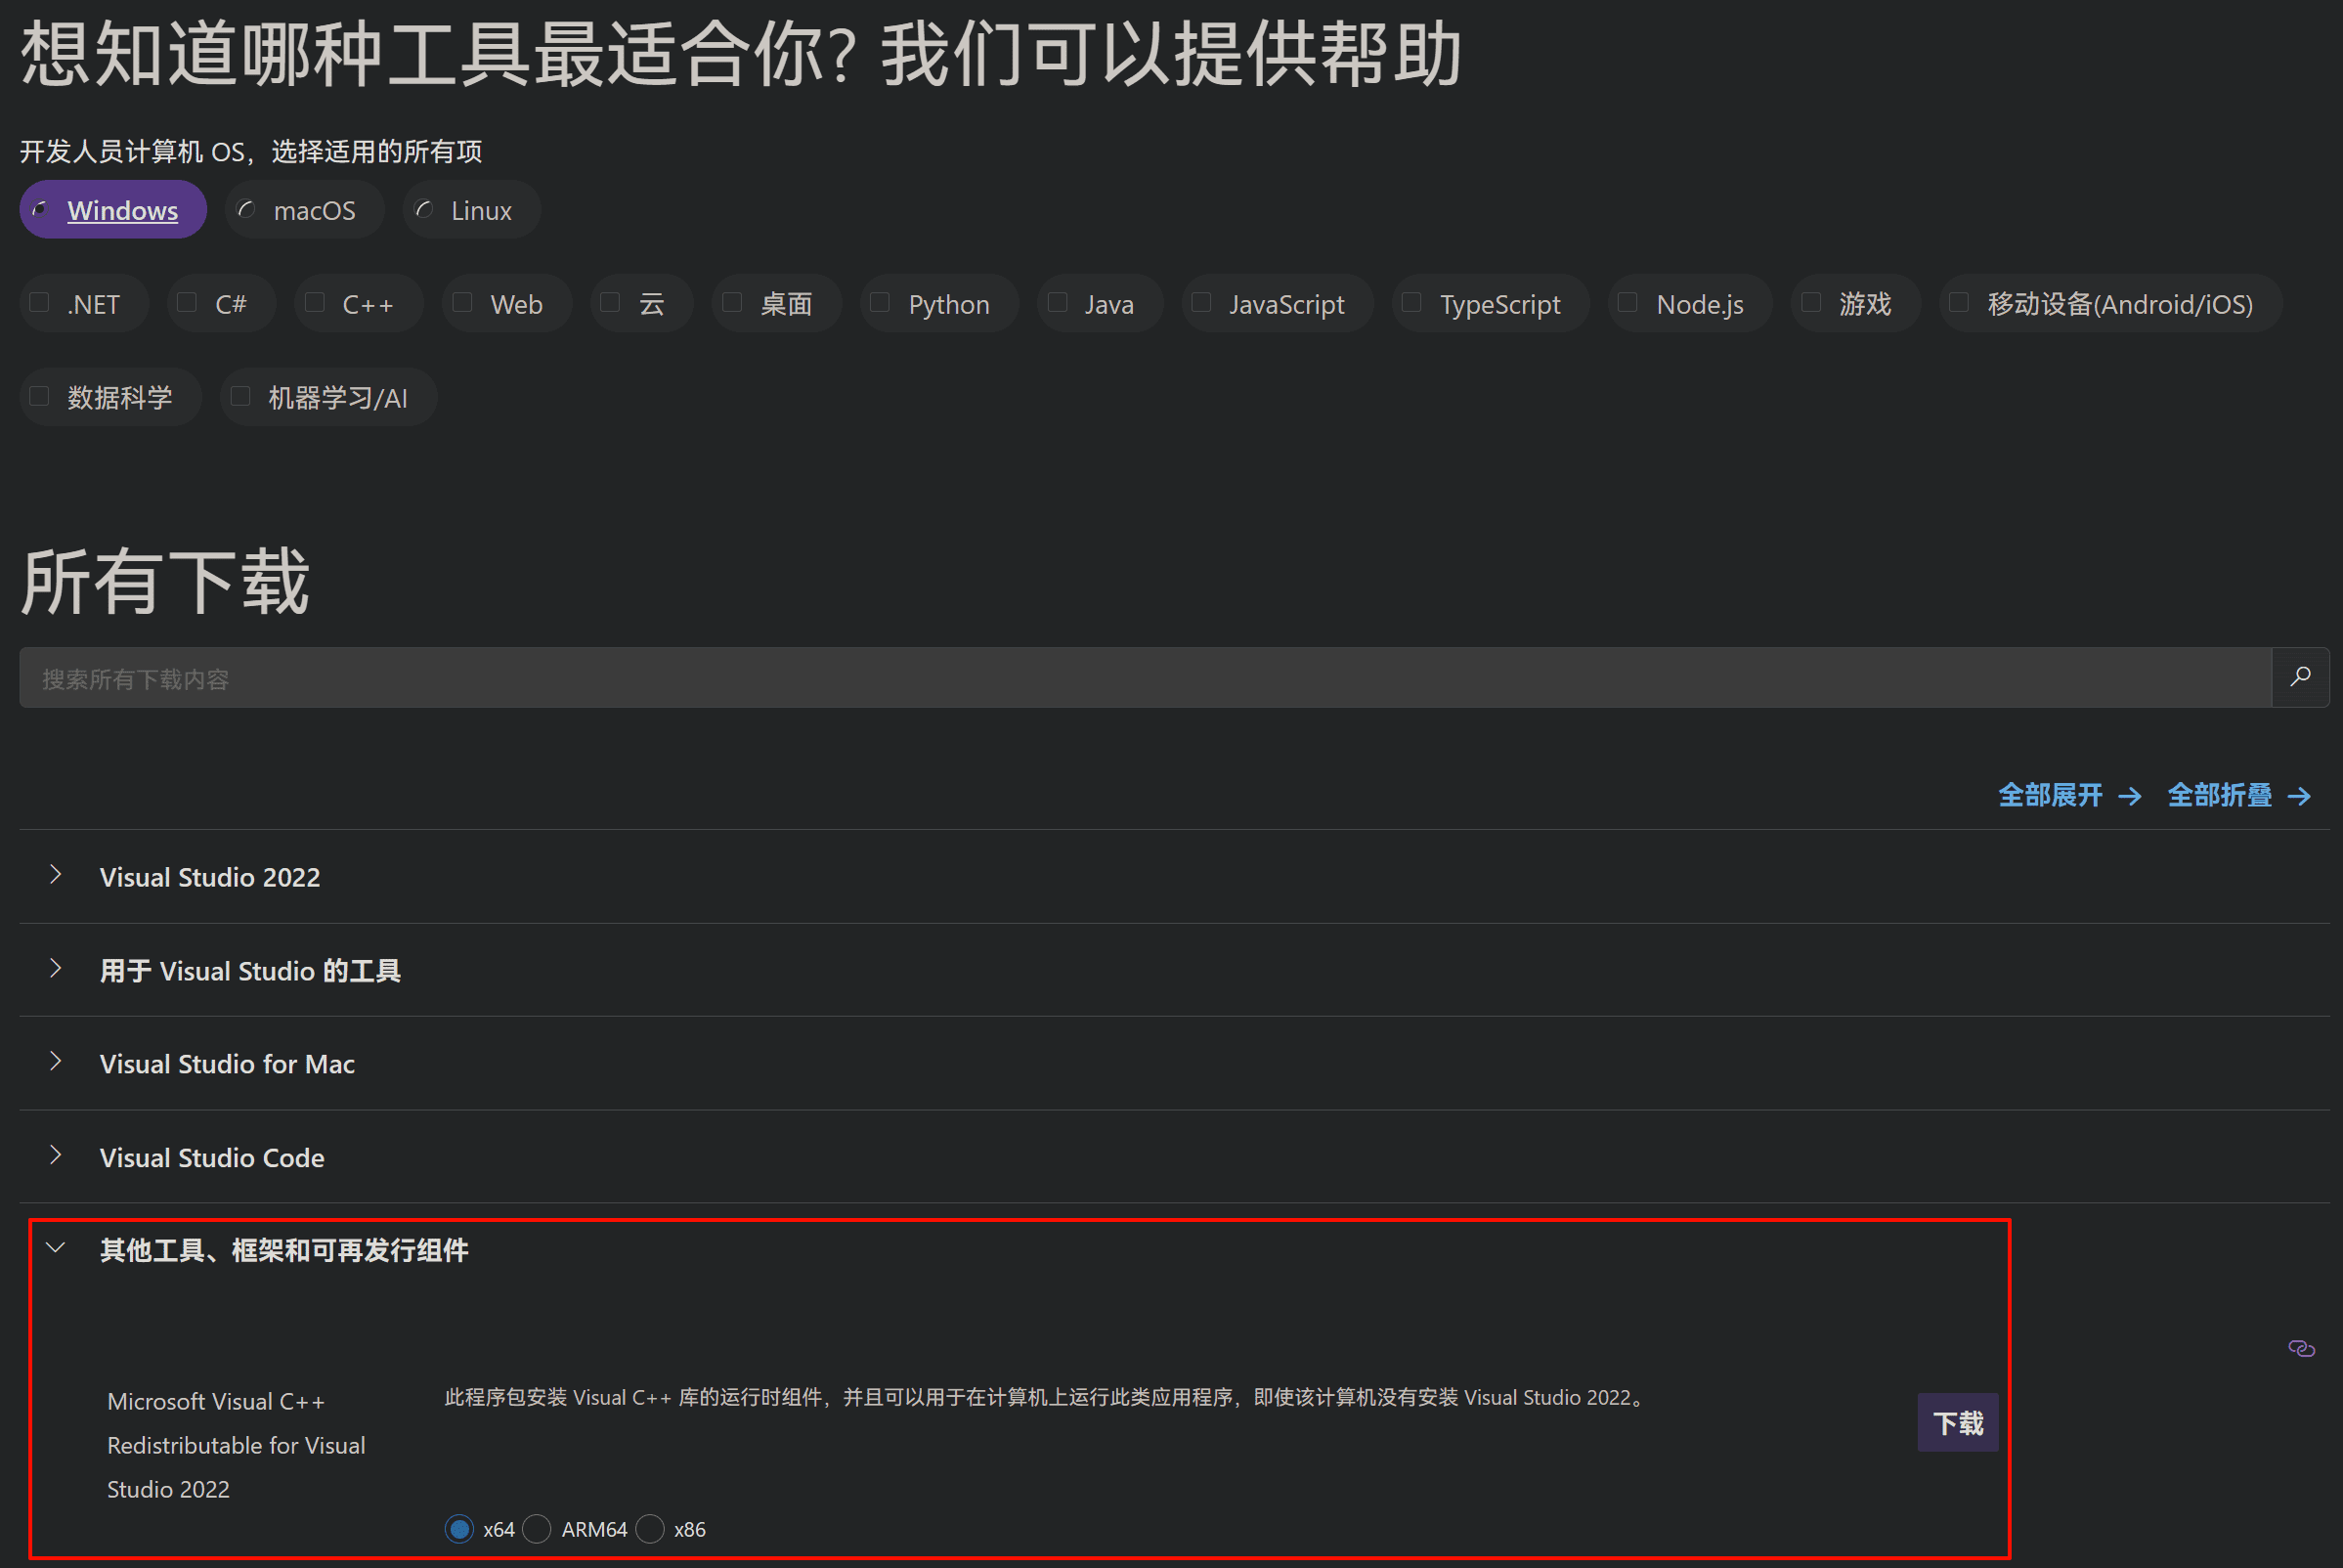 想知道哪种工具最适合你? 我们可以提供帮助
开发人员计算机 OS，选择适用的所有项
Windows macOS Linux
.NET C# C++ Web 云 桌面 Python Java JavaScript TypeScript Node.js 游戏 移动设备(Android/iOS)
数据科学 机器学习/AI
所有下载
搜索所有下载内容
全部展开 → 全部折叠 →
Visual Studio 2022
用于 Visual Studio 的工具
Visual Studio for Mac
Visual Studio Code
其他工具、框架和可再发行组件
Microsoft Visual C++
Redistributable for Visual
Studio 2022
此程序包安装 Visual C++ 库的运行时组件，并且可以用于在计算机上运行此类应用程序，即使该计算机没有安装 Visual Studio 2022。
下载
x64 ARM64 x86